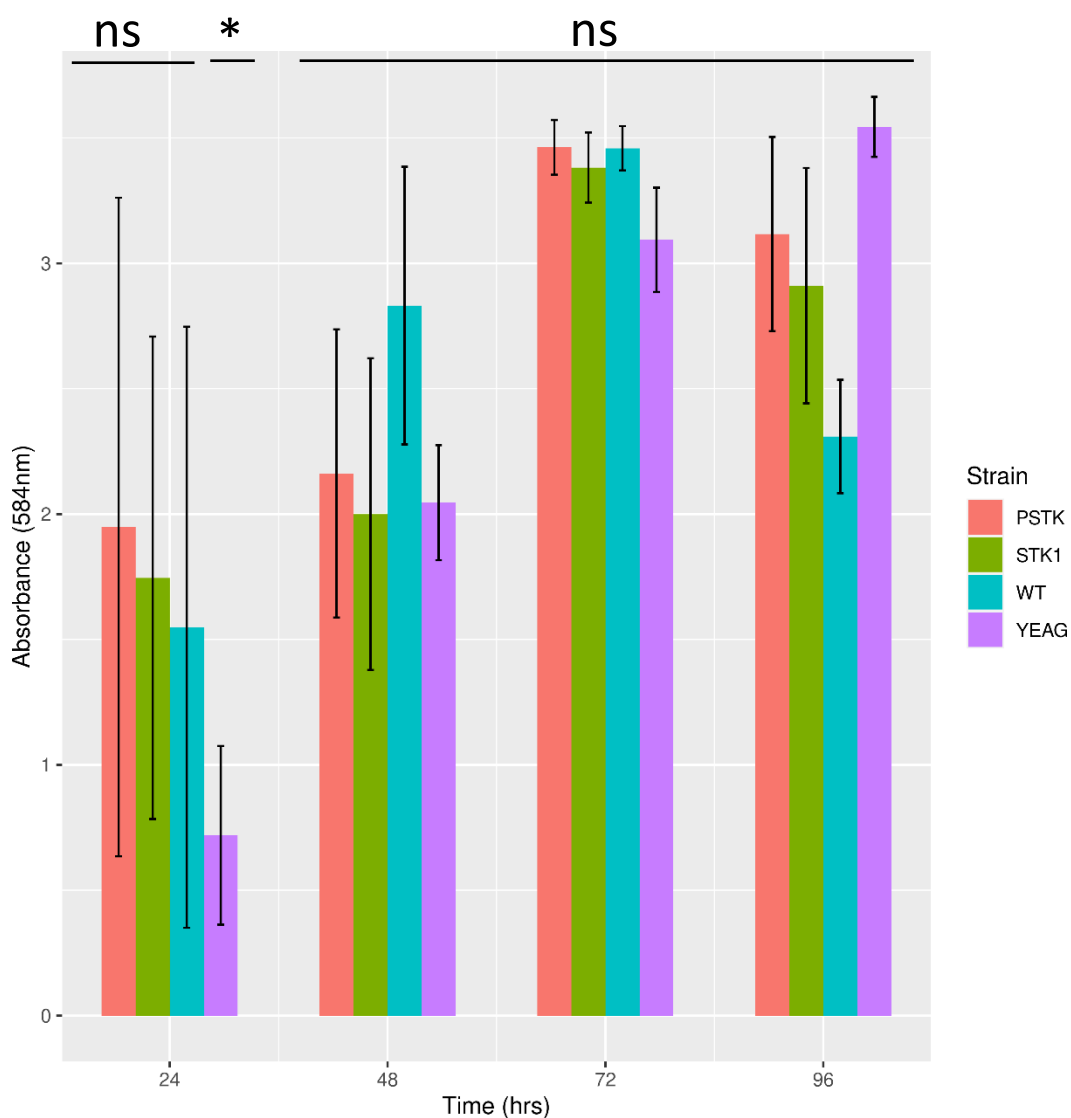 ns * ns
3
2
1
0
Absorbance (584nm)
24 48 72 96
Time (hrs)
Strain
PSTK
STK1
WT
YEAG